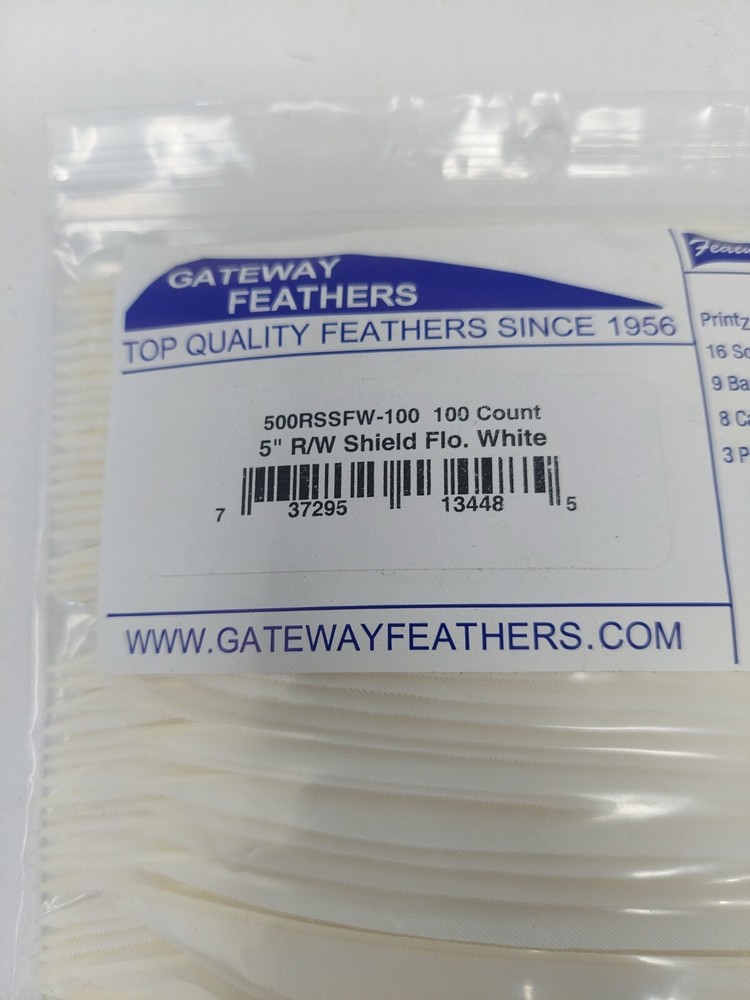 GATEWAY
FEATHERS
TOP QUALITY FEATHERS SINCE 1956
500RSSFW-100 100 Count
5" R/W Shield Flo. White
7 37295 13448 5
WWW.GATEWAYFEATHERS.COM
16
9
8
3